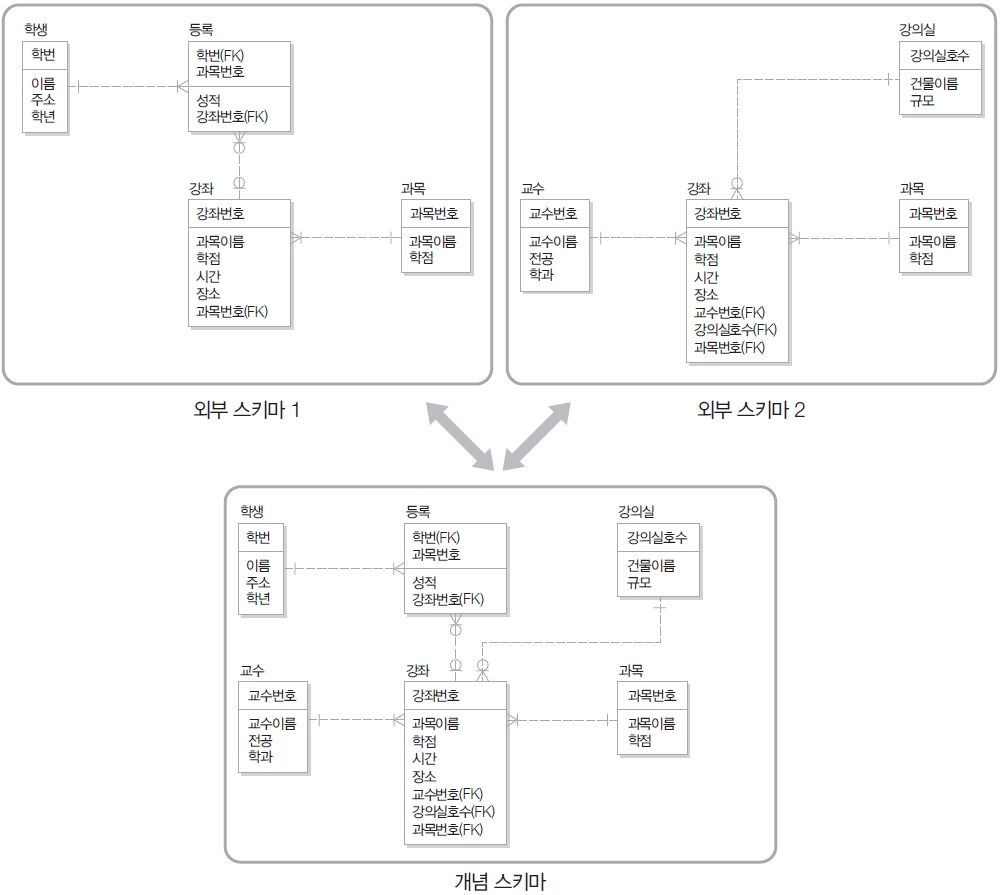 학생
학번
이름
주소
학년
등록
학번(FK)
과목번호
성적
강좌번호(FK)
강좌
강좌번호
과목이름
학점
시간
장소
과목번호(FK)
과목
과목번호
과목이름
학점
외부 스키마 1
강의실
강의실호수
건물이름
규모
교수
교수번호
교수이름
전공
학과
강좌
강좌번호
과목이름
학점
시간
장소
교수번호(FK)
강의실호수(FK)
과목번호(FK)
과목
과목번호
과목이름
학점
외부 스키마 2
학생
학번
이름
주소
학년
등록
학번(FK)
과목번호
성적
강좌번호(FK)
강의실
강의실호수
건물이름
규모
교수
교수번호
교수이름
전공
학과
강좌
강좌번호
과목이름
학점
시간
장소
교수번호(FK)
강의실호수(FK)
과목번호(FK)
과목
과목번호
과목이름
학점
개념 스키마